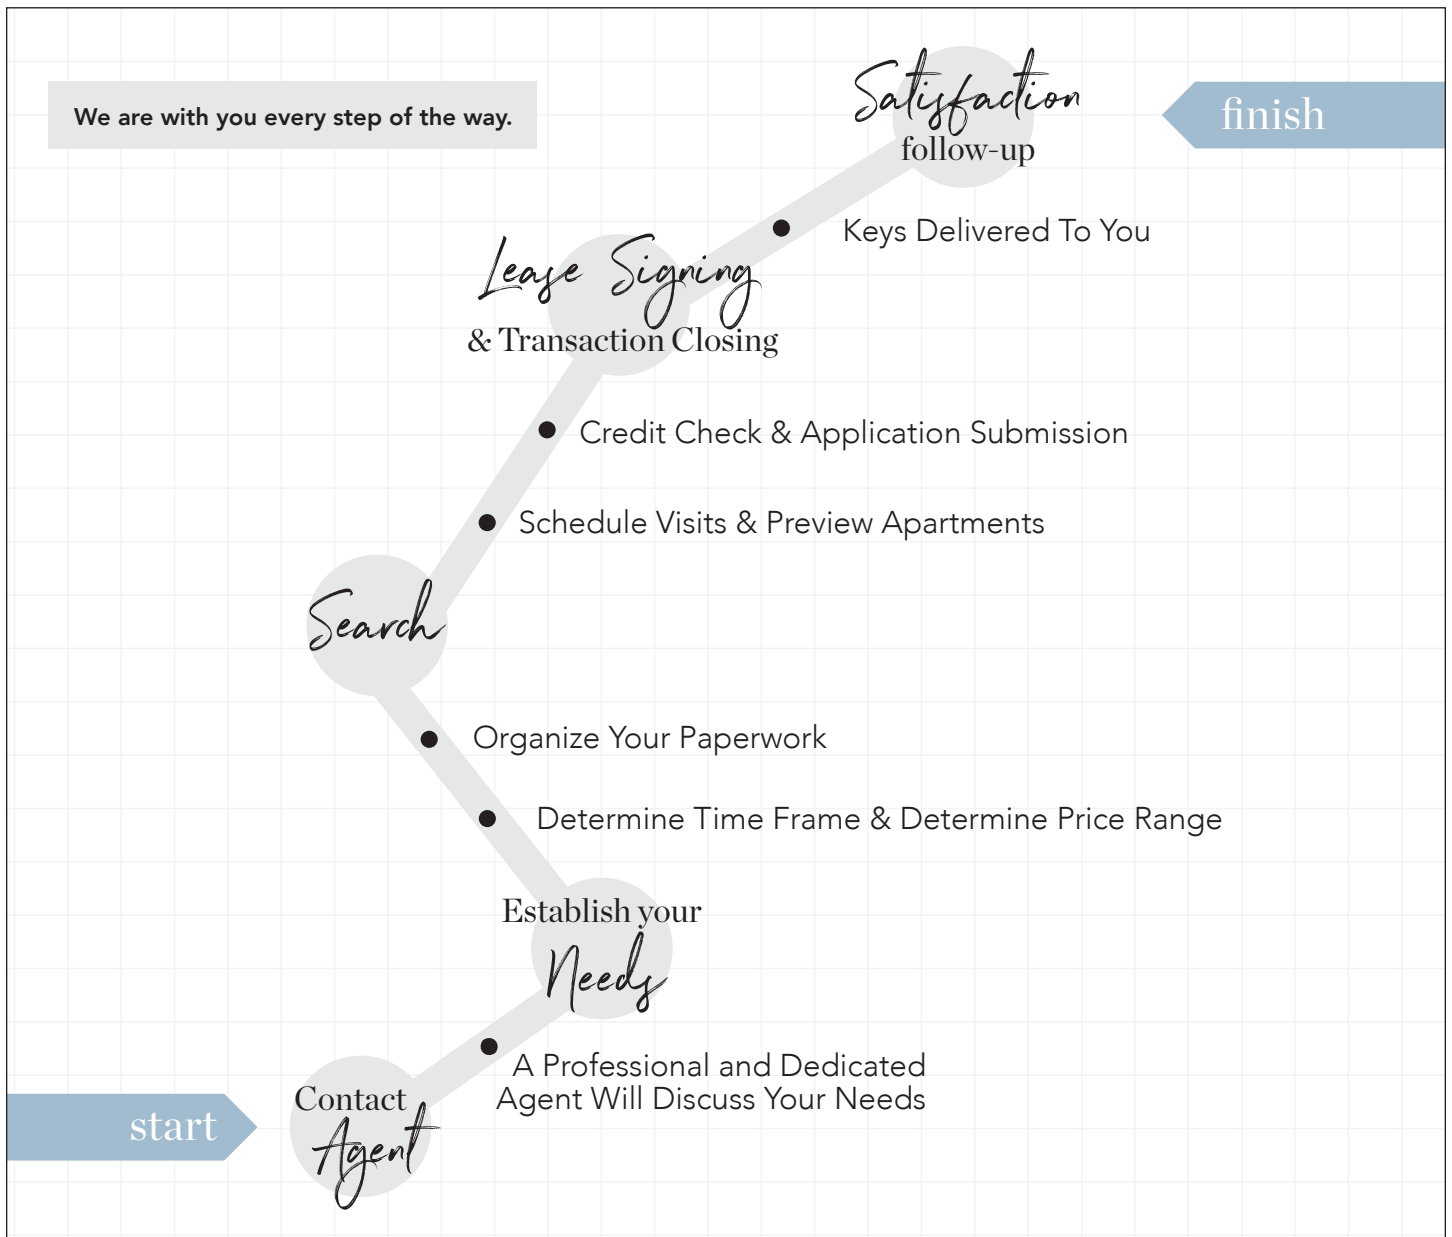 We are with you every step of the way.
Satisfaction
follow-up
finish
Keys Delivered To You
Lease Signing
& Transaction Closing
Credit Check & Application Submission
Schedule Visits & Preview Apartments
Search
Organize Your Paperwork
Determine Time Frame & Determine Price Range
Establish your
Needs
A Professional and Dedicated
Agent Will Discuss Your Needs
Contact
Agent
start